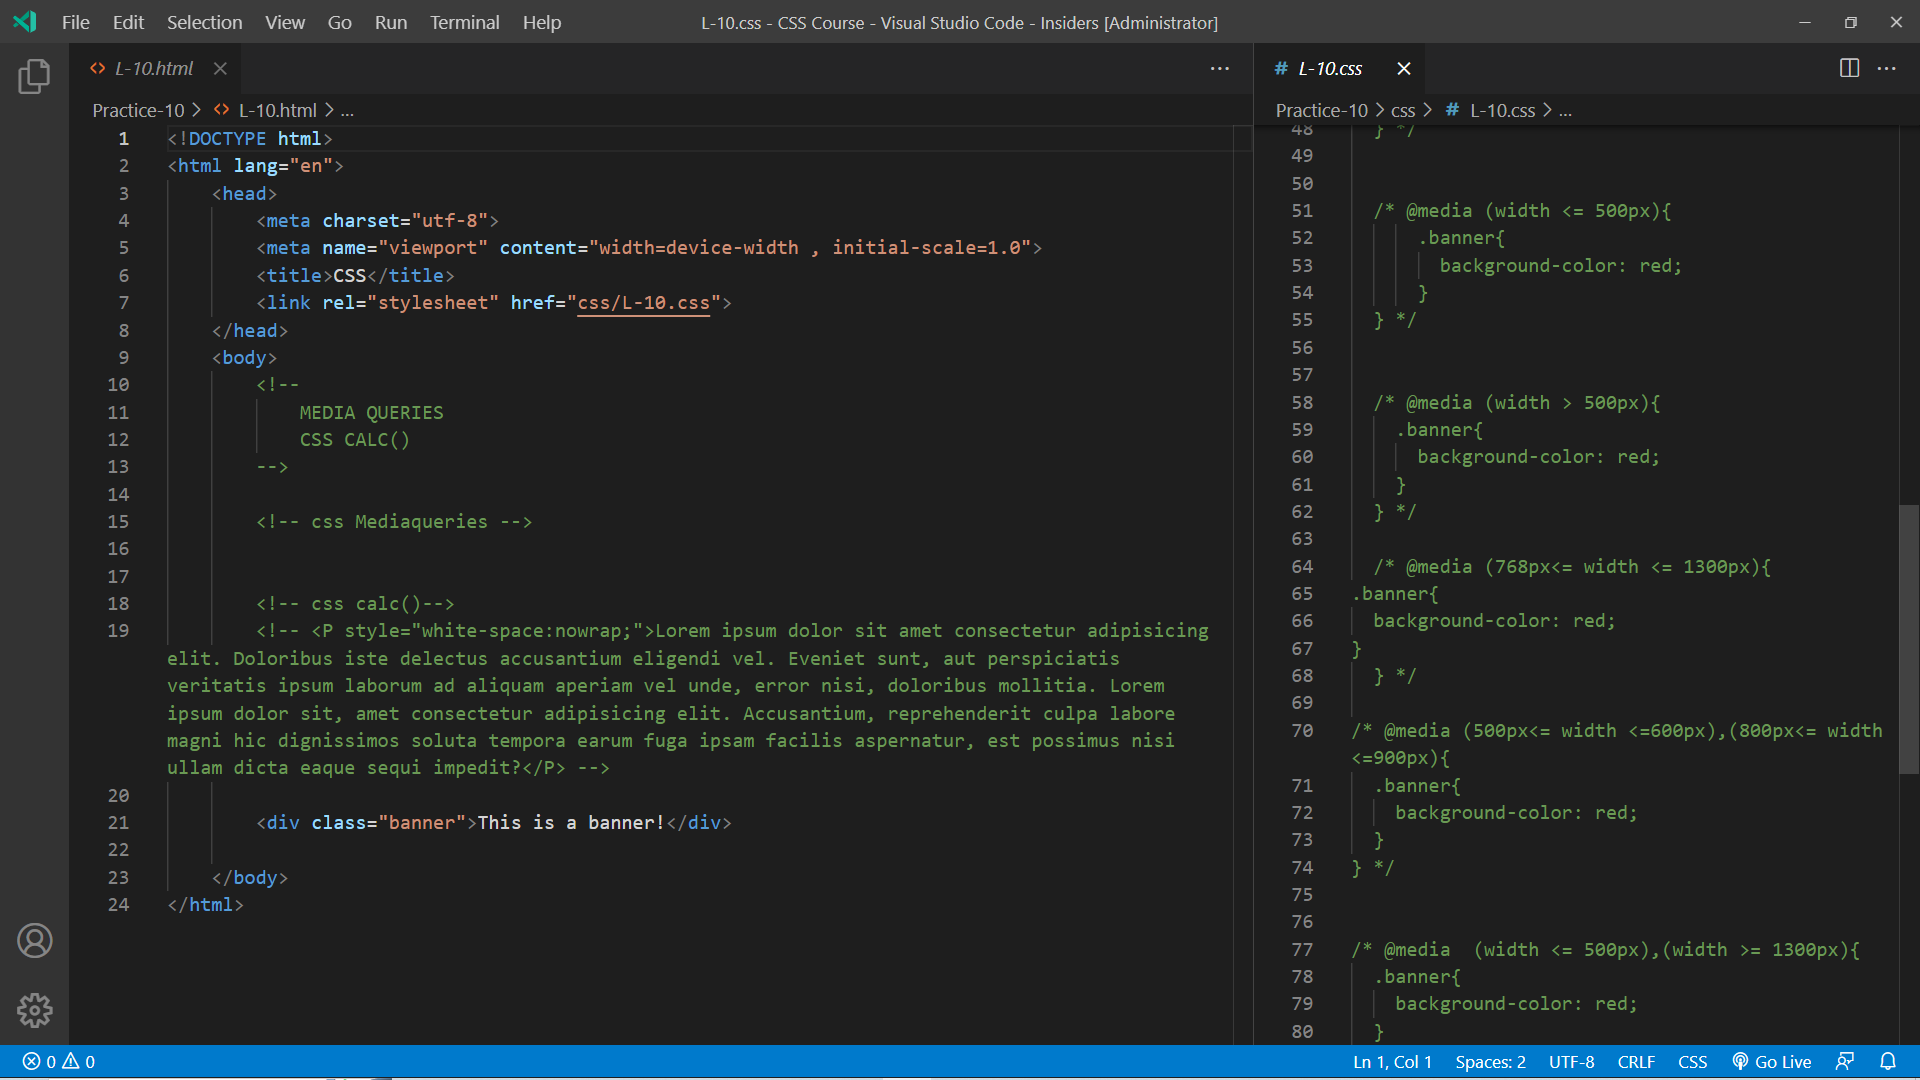 File Edit Selection View Go Run Terminal Help
L-10.css - CSS Course - Visual Studio Code - Insiders [Administrator]
<> L-10.html
Practice-10 > <> L-10.html > ...
1 <!DOCTYPE html>
2 <html lang="en">
3 <head>
4 <meta charset="utf-8">
5 <meta name="viewport" content="width=device-width , initial-scale=1.0">
6 <title>CSS</title>
7 <link rel="stylesheet" href="css/L-10.css">
8 </head>
9 <body>
10 <!--
11 MEDIA QUERIES
12 CSS CALC()
13 -->
14
15 <!-- css Mediaqueries -->
16
17
18 <!-- css calc()-->
19 <!-- <P style="white-space:nowrap;">Lorem ipsum dolor sit amet consectetur adipisicing
elit. Doloribus iste delectus accusantium eligendi vel. Eveniet sunt, aut perspiciatis
veritatis ipsum laborum ad aliquam aperiam vel unde, error nisi, doloribus mollitia. Lorem
ipsum dolor sit, amet consectetur adipisicing elit. Accusantium, reprehenderit culpa labore
magni hic dignissimos soluta tempora earum fuga ipsam facilis aspernatur, est possimus nisi
ullam dicta eaque sequi impedit?</P> -->
20
21 <div class="banner">This is a banner!</div>
22
23 </body>
24 </html>
# L-10.css
Practice-10 > css > # L-10.css > ...
48 } */
49
50
51 /* @media (width <= 500px){
52 .banner{
53 background-color: red;
54 }
55 } */
56
57
58 /* @media (width > 500px){
59 .banner{
60 background-color: red;
61 }
62 } */
63
64 /* @media (768px<= width <= 1300px){
65 .banner{
66 background-color: red;
67 }
68 } */
69
70 /* @media (500px<= width <=600px),(800px<= width
<=900px){
71 .banner{
72 background-color: red;
73 }
74 } */
75
76
77 /* @media  (width <= 500px),(width >= 1300px){
78 .banner{
79 background-color: red;
80 }
0 0
Ln 1, Col 1 Spaces: 2 UTF-8 CRLF CSS Go Live